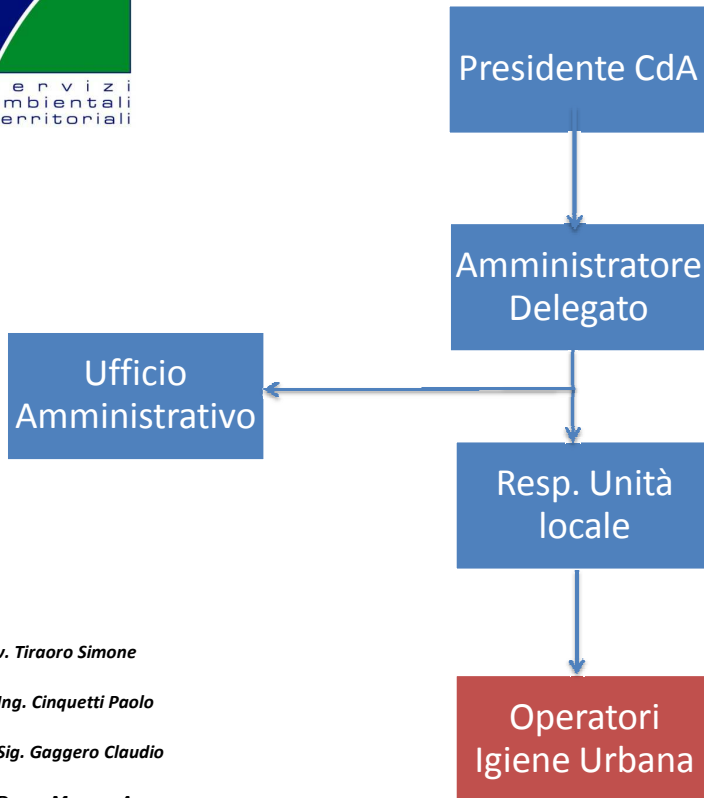 ervizi
mbientali
erritoriali
Presidente CdA
Amministratore
Delegato
Ufficio
Amministrativo
Resp. Unità
locale
Operatori
Igiene Urbana
v. Tiraoro Simone
Ing. Cinquetti Paolo
Sig. Gaggero Claudio